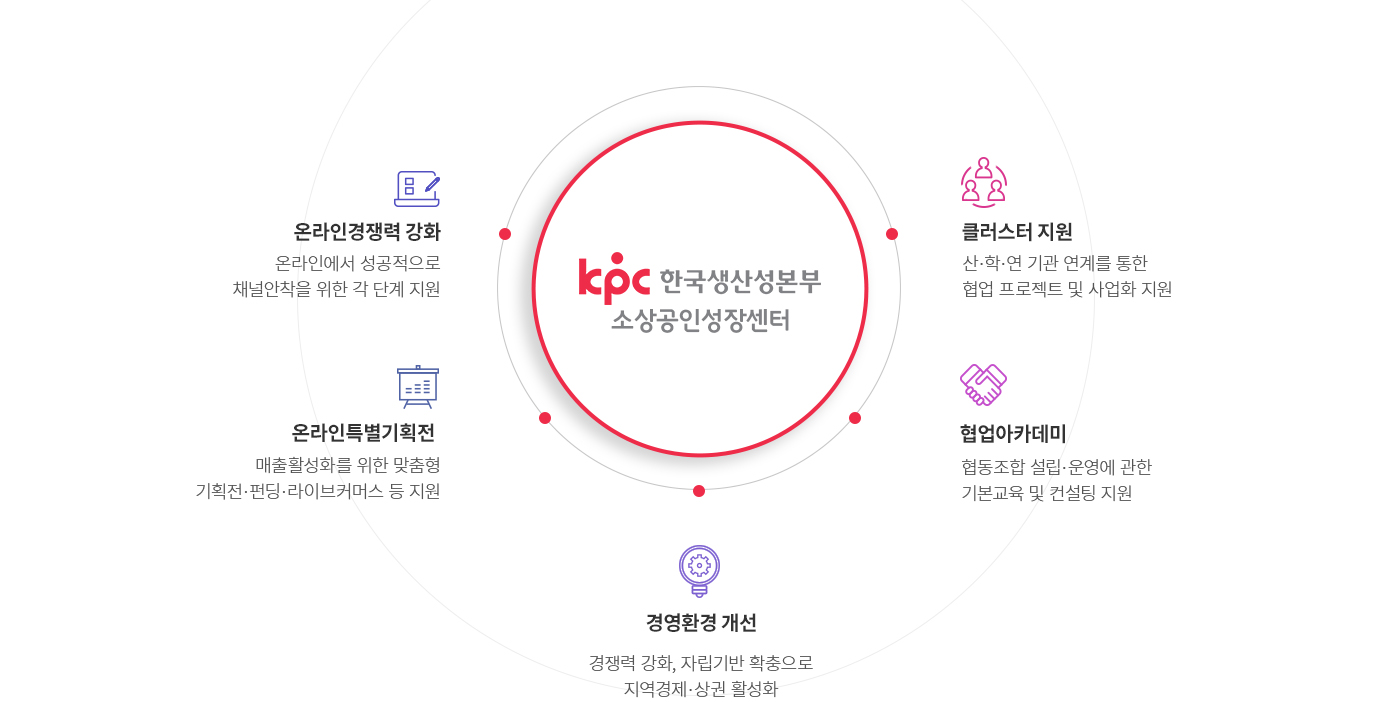 kpc 한국생산성본부
소상공인성장센터
온라인경쟁력 강화
온라인에서 성공적으로
채널안착을 위한 각 단계 지원
클러스터 지원
산·학·연 기관 연계를 통한
협업 프로젝트 및 사업화 지원
온라인특별기획전
매출활성화를 위한 맞춤형
기획전·펀딩·라이브커머스 등 지원
협업아카데미
협동조합 설립·운영에 관한
기본교육 및 컨설팅 지원
경영환경 개선
경쟁력 강화, 자립기반 확충으로
지역경제·상권 활성화